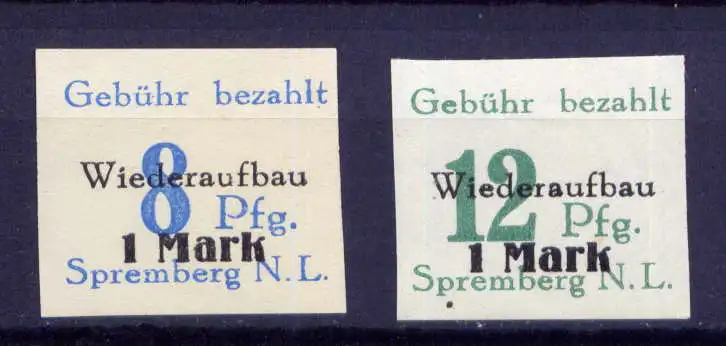 Gebühr bezahlt
Wiederaufbau
8 Pfg.
1 Mark
Spremberg N.L.
Gebühr bezahlt
Wiederaufbau
12 Pfg.
1 Mark
Spremberg N.L.